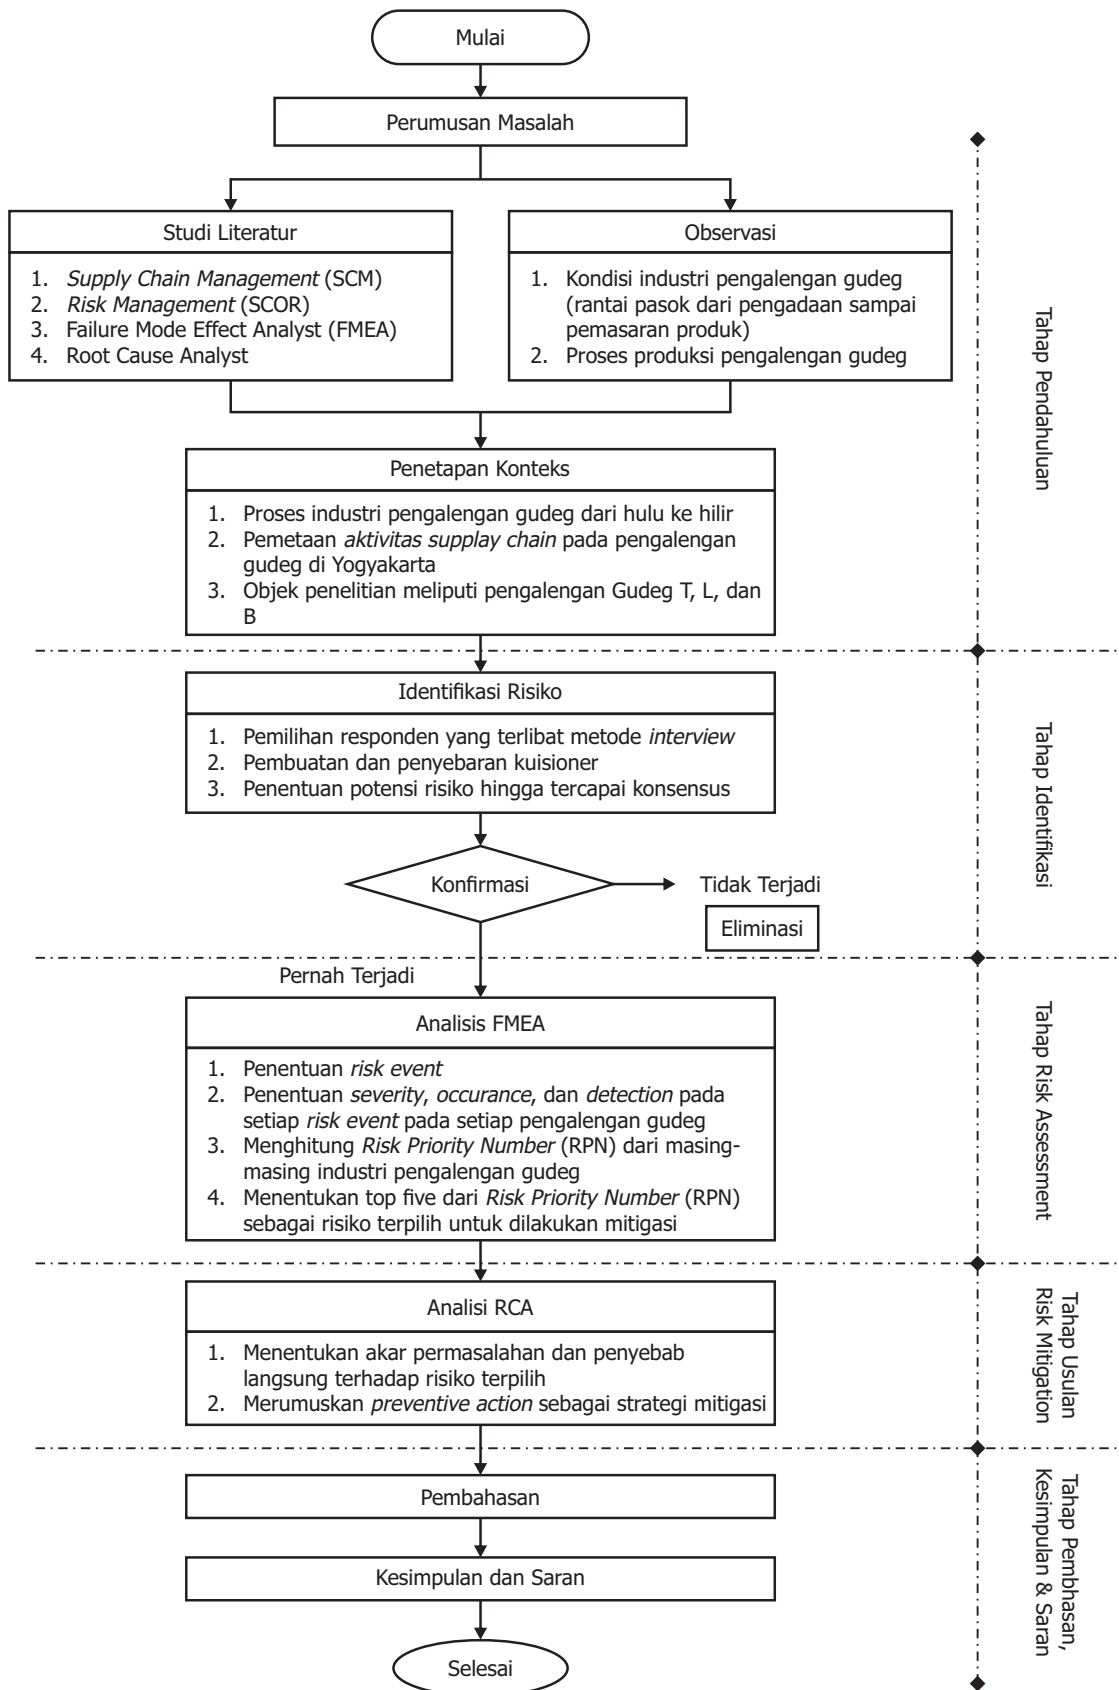 Mulai
Perumusan Masalah
Studi Literatur
1. Supply Chain Management (SCM)
2. Risk Management (SCOR)
3. Failure Mode Effect Analyst (FMEA)
4. Root Cause Analyst
Observasi
1. Kondisi industri pengalengan gudeg
(rantai pasok dari pengadaan sampai
pemasaran produk)
2. Proses produksi pengalengan gudeg
Penetapan Konteks
1. Proses industri pengalengan gudeg dari hulu ke hilir
2. Pemetaan aktivitas supplay chain pada pengalengan
gudeg di Yogyakarta
3. Objek penelitian meliputi pengalengan Gudeg T, L, dan
B
Tahap Pendahuluan
Identifikasi Risiko
1. Pemilihan responden yang terlibat metode interview
2. Pembuatan dan penyebaran kuisioner
3. Penentuan potensi risiko hingga tercapai konsensus
Konfirmasi
Tidak Terjadi
Eliminasi
Tahap Identifikasi
Pernah Terjadi
Analisis FMEA
1. Penentuan risk event
2. Penentuan severity, occurance, dan detection pada
setiap risk event pada setiap pengalengan gudeg
3. Menghitung Risk Priority Number (RPN) dari masing-
masing industri pengalengan gudeg
4. Menentukan top five dari Risk Priority Number (RPN)
sebagai risiko terpilih untuk dilakukan mitigasi
Tahap Risk Assessment
Analisi RCA
1. Menentukan akar permasalahan dan penyebab
langsung terhadap risiko terpilih
2. Merumuskan preventive action sebagai strategi mitigasi
Tahap Usulan
Risk Mitigation
Pembahasan
Kesimpulan dan Saran
Selesai
Tahap Pembhasan,
Kesimpulan & Saran